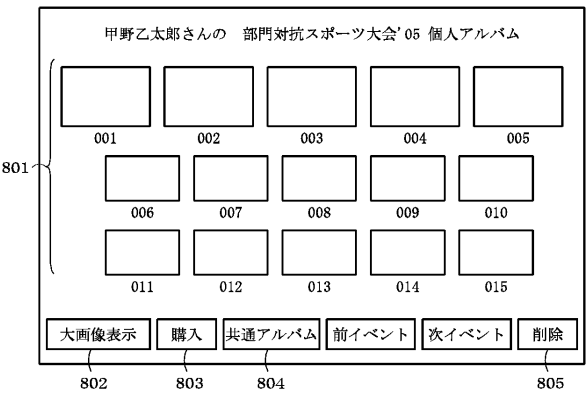 甲野乙太郎さんの 部門対抗スポーツ大会'05 個人アルバム
001 002 003 004 005
801
006 007 008 009 010
011 012 013 014 015
大画像表示 購入 共通アルバム 前イベント 次イベント 削除
802 803 804 805